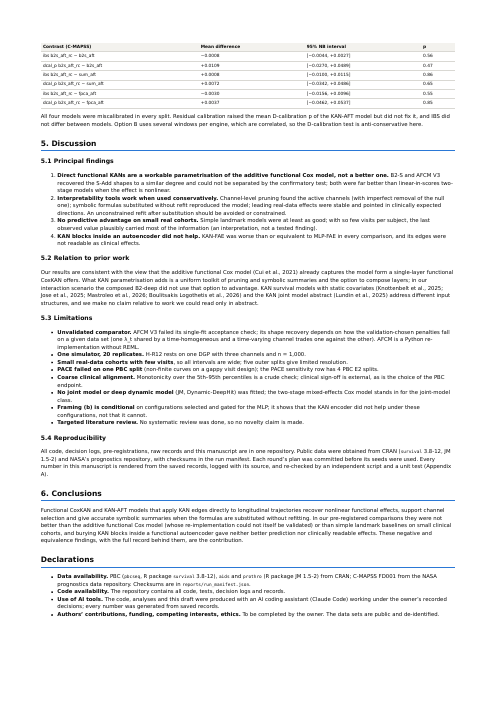 Contrast (C-MAPSS) Mean difference 95% NB interval p
ibs b2s_aft_rc − b2s_aft −0.0008 [−0.0044, +0.0027] 0.56
dcal_p b2s_aft_rc − b2s_aft +0.0109 [−0.0270, +0.0489] 0.47
ibs b2s_aft_rc − sum_aft +0.0008 [−0.0100, +0.0115] 0.86
dcal_p b2s_aft_rc − sum_aft +0.0072 [−0.0342, +0.0486] 0.65
ibs b2s_aft_rc − fpca_aft −0.0030 [−0.0156, +0.0096] 0.55
dcal_p b2s_aft_rc − fpca_aft +0.0037 [−0.0462, +0.0537] 0.85
All four models were miscalibrated in every split. Residual calibration raised the mean D-calibration p of the KAN-AFT model but did not fix it, and IBS did
not differ between models. Option B uses several windows per engine, which are correlated, so the D-calibration test is anti-conservative here.
5. Discussion
5.1 Principal findings
1. Direct functional KANs are a workable parametrisation of the additive functional Cox model, not a better one. B2-S and AFCM V3
recovered the S-Add shapes to a similar degree and could not be separated by the confirmatory test; both were far better than linear-in-scores two-
stage models when the effect is nonlinear.
2. Interpretability tools work when used conservatively. Channel-level pruning found the active channels (with imperfect removal of the null
one); symbolic formulas substituted without refit reproduced the model; leading real-data effects were stable and pointed in clinically expected
directions. An unconstrained refit after substitution should be avoided or constrained.
3. No predictive advantage on small real cohorts. Simple landmark models were at least as good; with so few visits per subject, the last
observed value plausibly carried most of the information (an interpretation, not a tested finding).
4. KAN blocks inside an autoencoder did not help. KAN-FAE was worse than or equivalent to MLP-FAE in every comparison, and its edges were
not readable as clinical effects.
5.2 Relation to prior work
Our results are consistent with the view that the additive functional Cox model (Cui et al., 2021) already captures the model form a single-layer functional
CoxKAN offers. What KAN parametrisation adds is a uniform toolkit of pruning and symbolic summaries and the option to compose layers; in our
interaction scenario the composed B2-deep did not use that option to advantage. KAN survival models with static covariates (Knottenbelt et al., 2025;
Jose et al., 2025; Mastroleo et al., 2026; Boulitsakis Logothetis et al., 2026) and the KAN joint model abstract (Lundin et al., 2025) address different input
structures, and we make no claim relative to work we could read only in abstract.
5.3 Limitations
• Unvalidated comparator. AFCM V3 failed its single-fit acceptance check; its shape recovery depends on how the validation-chosen penalties fall
on a given data set (one λ_t shared by a time-homogeneous and a time-varying channel trades one against the other). AFCM is a Python re-
implementation without REML.
• One simulator, 20 replicates. H-R12 rests on one DGP with three channels and n = 1,000.
• Small real-data cohorts with few visits, so all intervals are wide; five outer splits give limited resolution.
• PACE failed on one PBC split (non-finite curves on a gappy visit design); the PACE sensitivity row has 4 PBC E2 splits.
• Coarse clinical alignment. Monotonicity over the 5th-95th percentiles is a crude check; clinical sign-off is external, as is the choice of the PBC
endpoint.
• No joint model or deep dynamic model (JM, Dynamic-DeepHit) was fitted; the two-stage mixed-effects Cox model stands in for the joint-model
class.
• Framing (b) is conditional on configurations selected and gated for the MLP; it shows that the KAN encoder did not help under these
configurations, not that it cannot.
• Targeted literature review. No systematic review was done, so no novelty claim is made.
5.4 Reproducibility
All code, decision logs, pre-registrations, raw records and this manuscript are in one repository. Public data were obtained from CRAN (survival 3.8-12, JM
1.5-2) and NASA's prognostics repository, with checksums in the run manifest. Each round's plan was committed before its seeds were used. Every
number in this manuscript is rendered from the saved records, logged with its source, and re-checked by an independent script and a unit test (Appendix
A).
6. Conclusions
Functional CoxKAN and KAN-AFT models that apply KAN edges directly to longitudinal trajectories recover nonlinear functional effects, support channel
selection and give accurate symbolic summaries when the formulas are substituted without refitting. In our pre-registered comparisons they were not
better than the additive functional Cox model (whose re-implementation could not itself be validated) or than simple landmark baselines on small clinical
cohorts, and burying KAN blocks inside a functional autoencoder gave neither better prediction nor clinically readable effects. These negative and
equivalence findings, with the full record behind them, are the contribution.
Declarations
• Data availability. PBC (pbcseq, R package survival 3.8-12), aids and prothro (R package JM 1.5-2) from CRAN; C-MAPSS FD001 from the NASA
prognostics data repository. Checksums are in reports/run_manifest.json.
• Code availability. The repository contains all code, tests, decision logs and records.
• Use of AI tools. The code, analyses and this draft were produced with an AI coding assistant (Claude Code) working under the owner's recorded
decisions; every number was generated from saved records.
• Authors' contributions, funding, competing interests, ethics. To be completed by the owner. The data sets are public and de-identified.